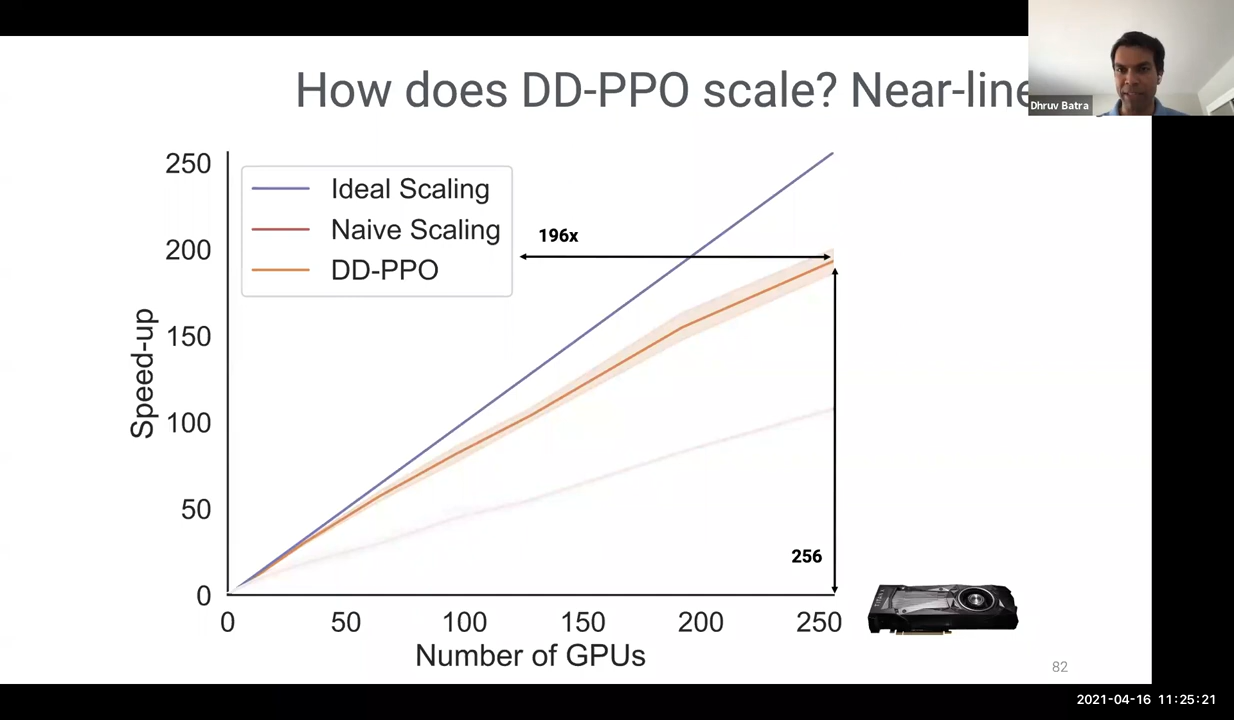 How does DD-PPO scale? Near-line
Dhruv Batra
250
200
150
100
50
0
Speed-up
Ideal Scaling
Naive Scaling
DD-PPO
196x
256
0 50 100 150 200 250
Number of GPUs
82
2021-04-16 11:25:21